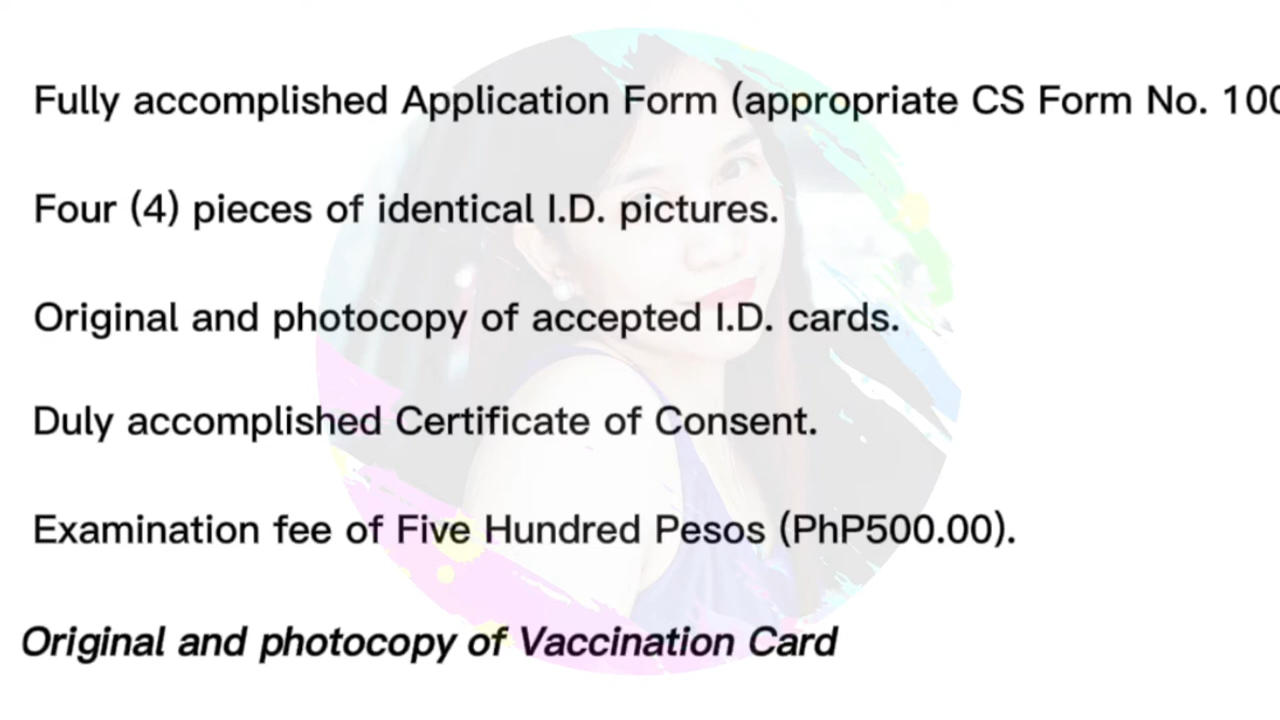 Fully accomplished Application Form (appropriate CS Form No. 100
Four (4) pieces of identical I.D. pictures.
Original and photocopy of accepted I.D. cards.
Duly accomplished Certificate of Consent.
Examination fee of Five Hundred Pesos (PhP500.00).
Original and photocopy of Vaccination Card